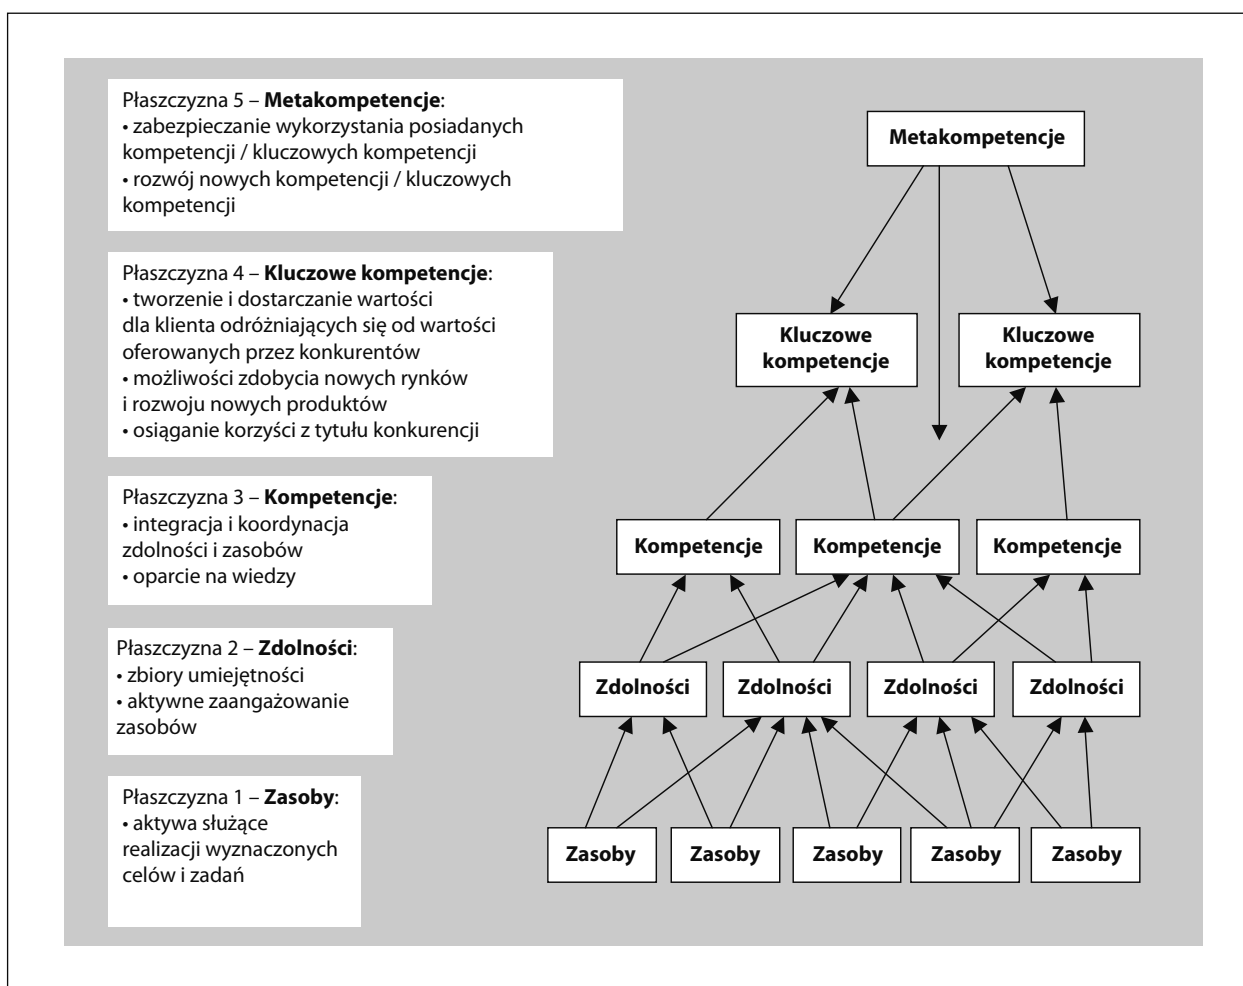 Płaszczyzna 5 – Metakompetencje:
• zabezpieczanie wykorzystania posiadanych
kompetencji / kluczowych kompetencji
• rozwój nowych kompetencji / kluczowych
kompetencji
Płaszczyzna 4 – Kluczowe kompetencje:
• tworzenie i dostarczanie wartości
dla klienta odróżniających się od wartości
oferowanych przez konkurentów
• możliwości zdobycia nowych rynków
i rozwoju nowych produktów
• osiąganie korzyści z tytułu konkurencji
Płaszczyzna 3 – Kompetencje:
• integracja i koordynacja
zdolności i zasobów
• oparcie na wiedzy
Płaszczyzna 2 – Zdolności:
• zbiory umiejętności
• aktywne zaangażowanie
zasobów
Płaszczyzna 1 – Zasoby:
• aktywa służące
realizacji wyznaczonych
celów i zadań
Metakompetencje
Kluczowe
kompetencje
Kluczowe
kompetencje
Kompetencje
Kompetencje
Kompetencje
Zdolności
Zdolności
Zdolności
Zdolności
Zasoby
Zasoby
Zasoby
Zasoby
Zasoby